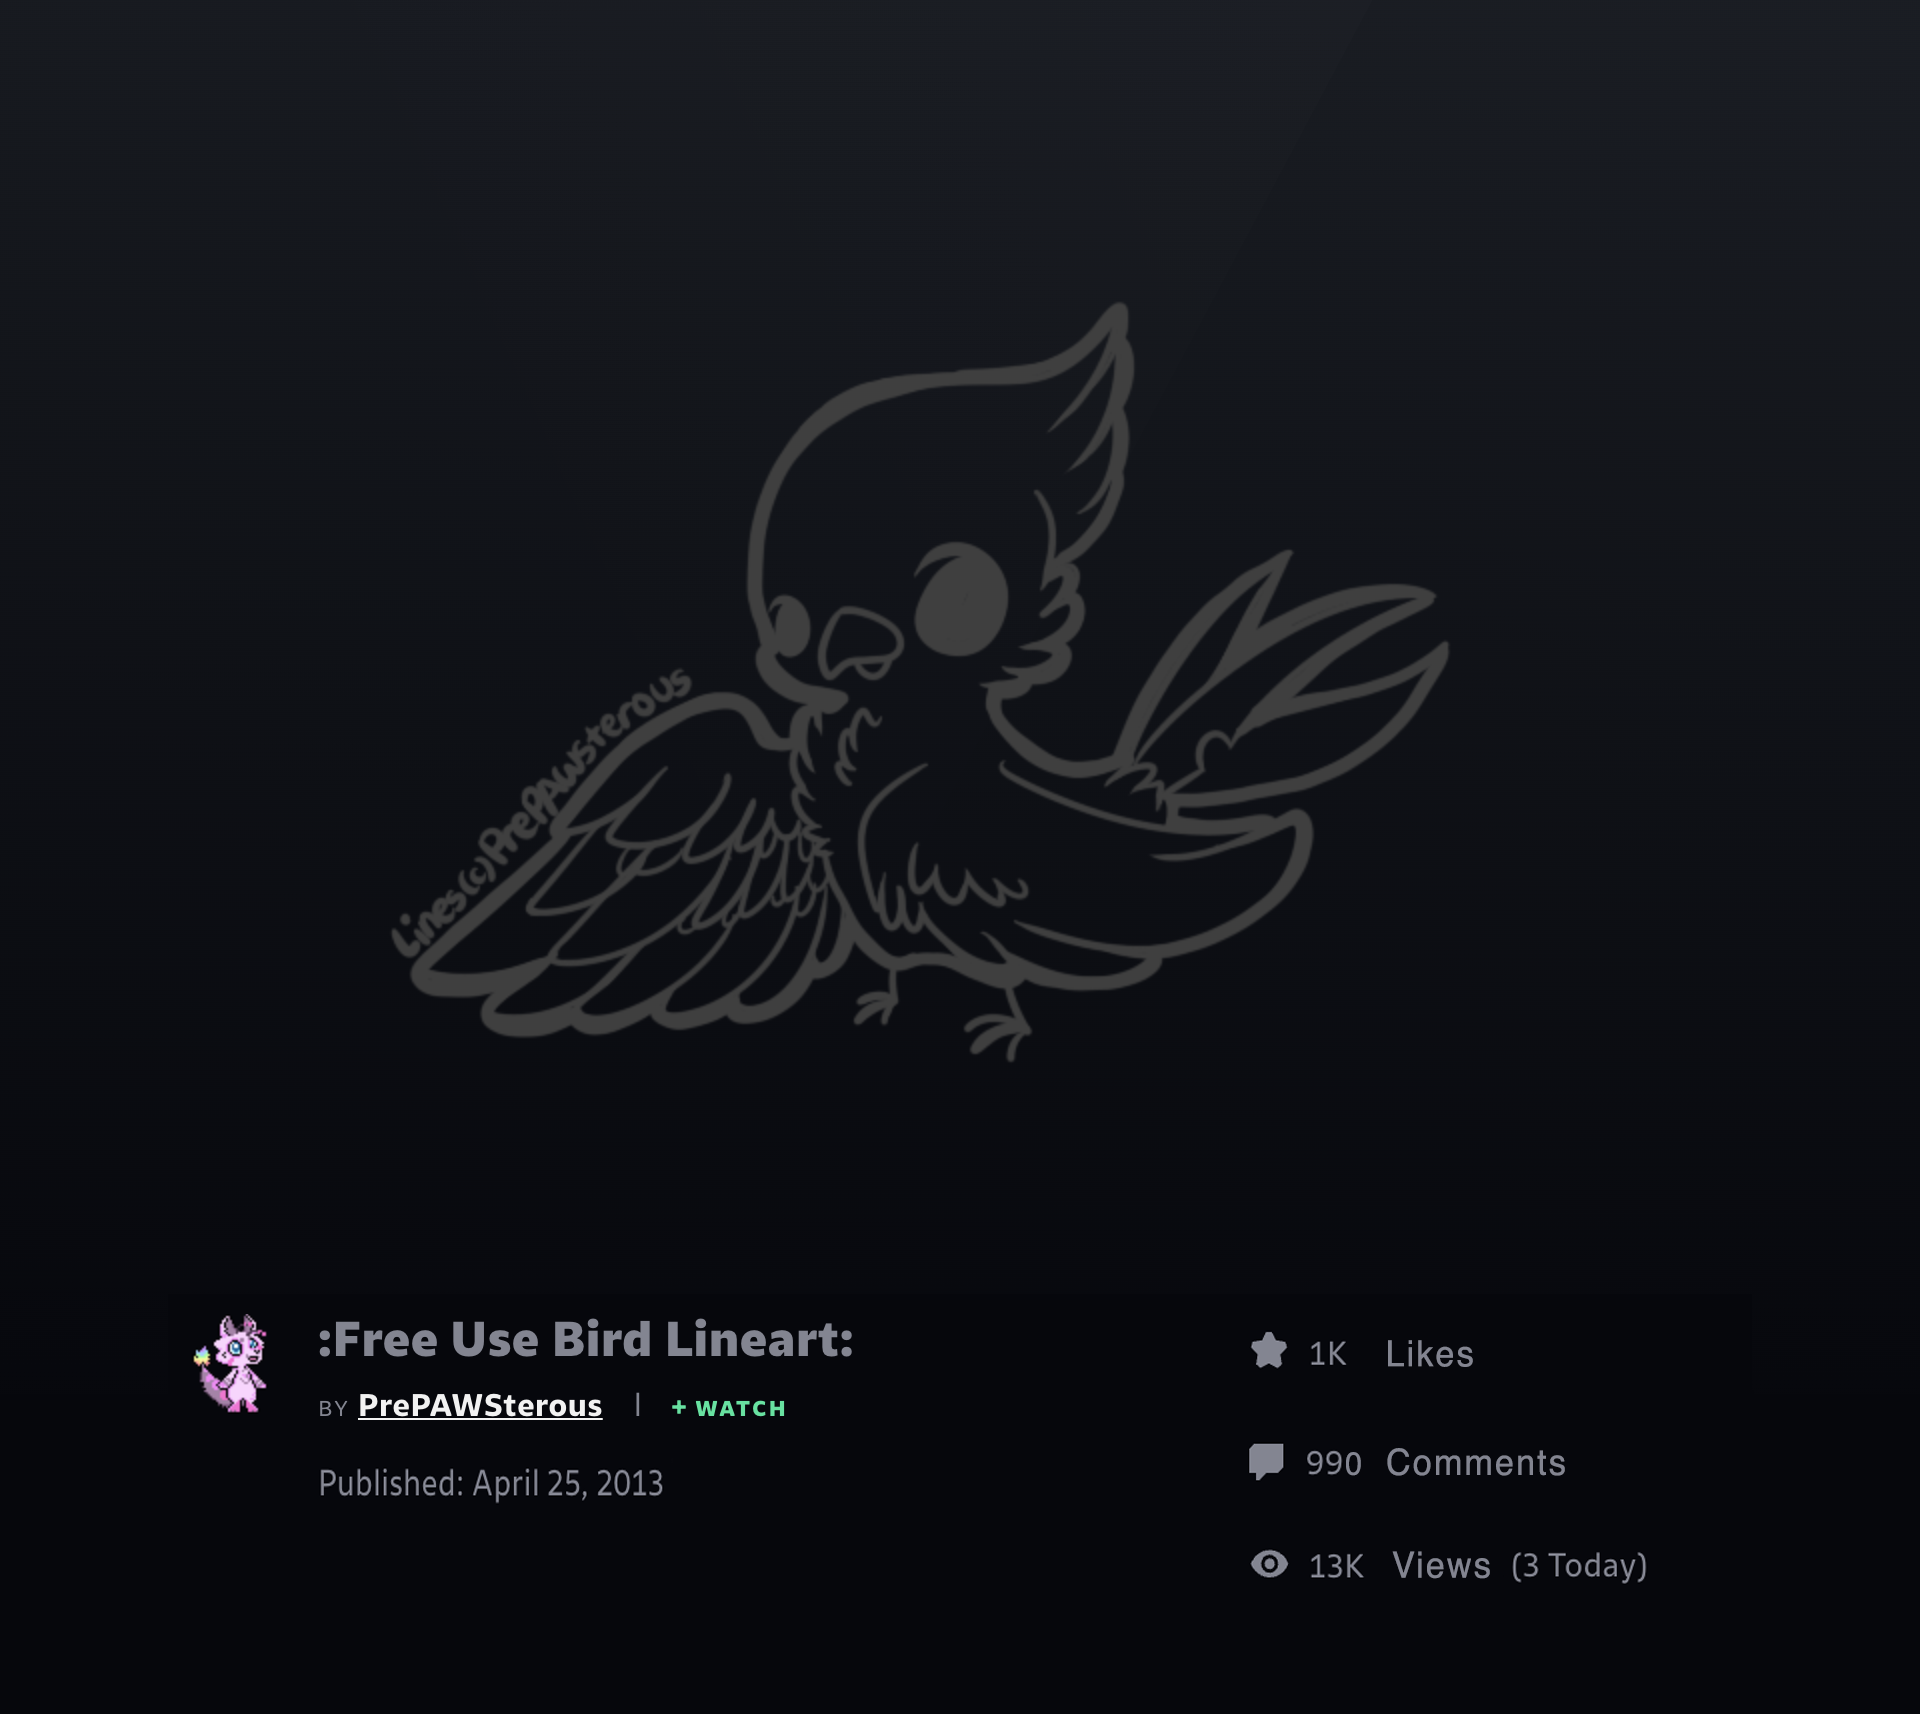 Lines(c)PrePAWsterous
:Free Use Bird Lineart:
BY PrePAWSterous | + WATCH
Published: April 25, 2013
1K Likes
990 Comments
13K Views (3 Today)